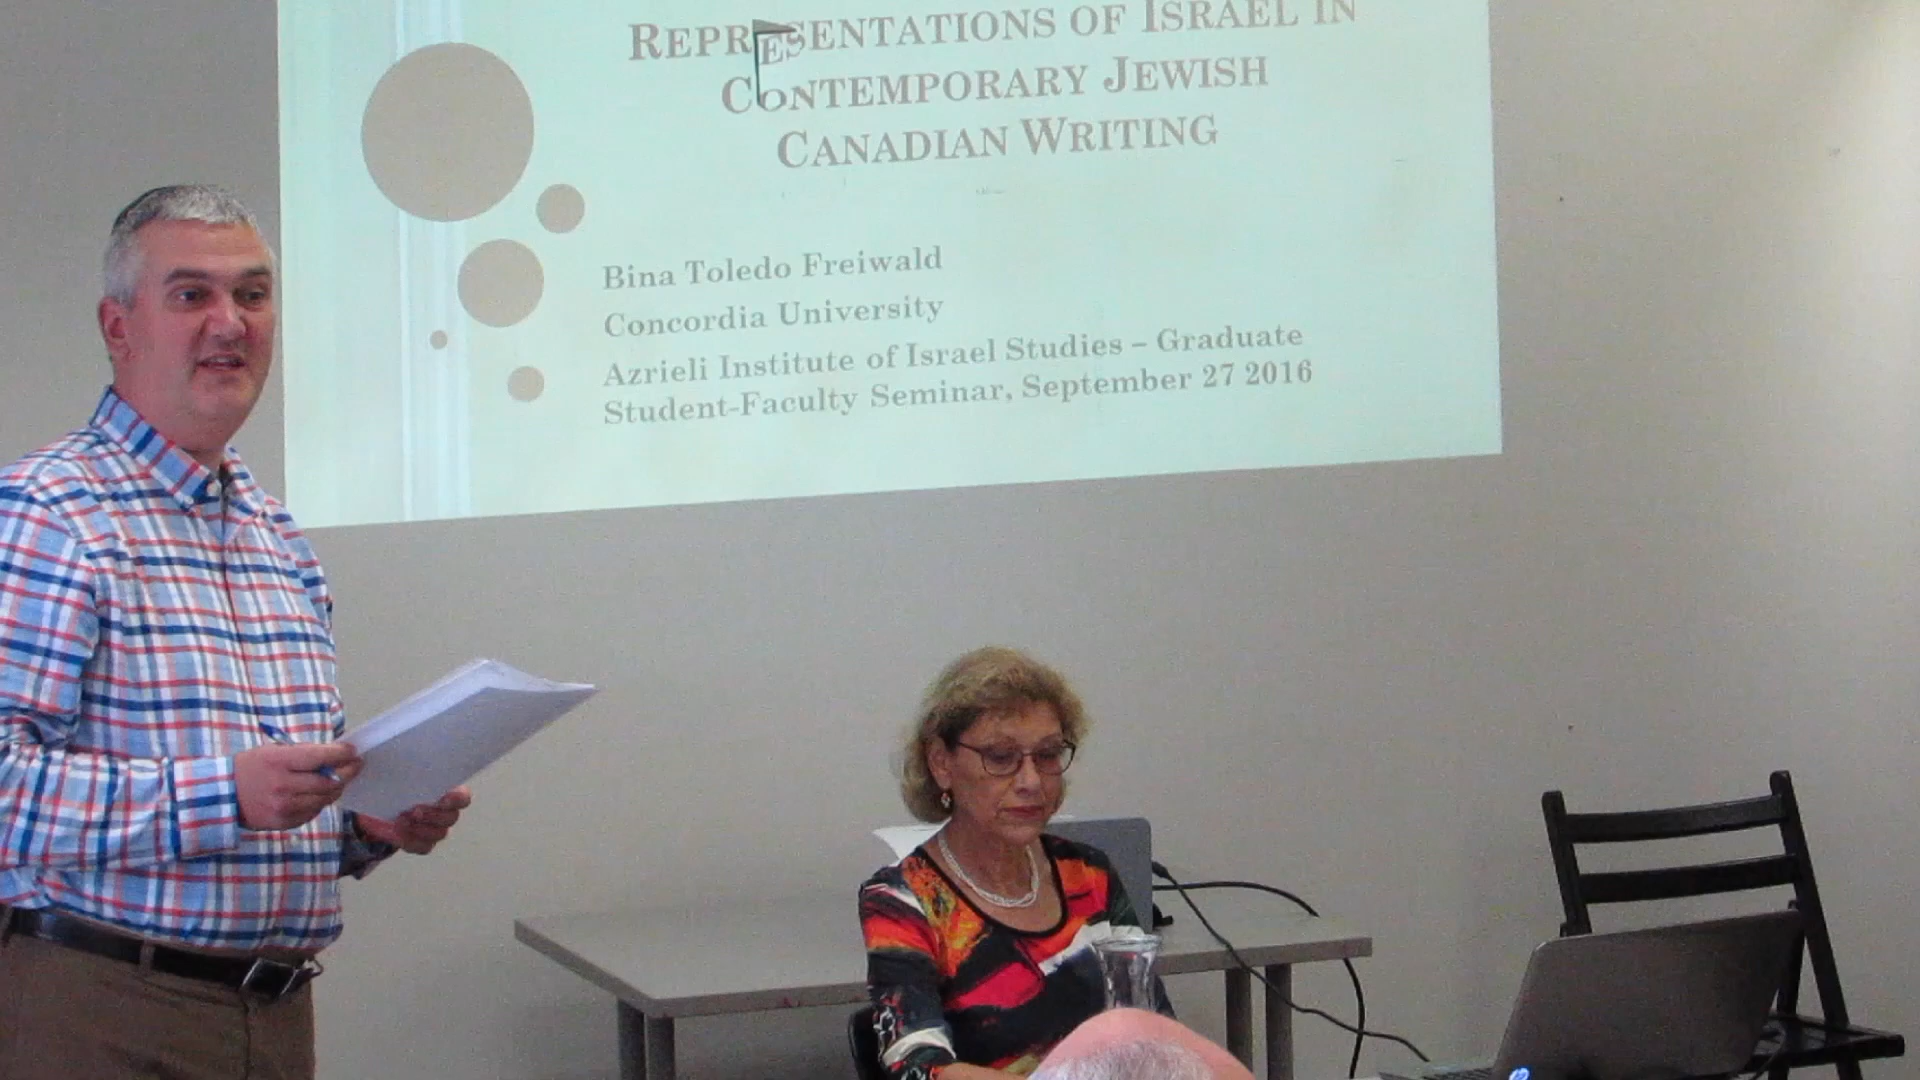 REPRESENTATIONS OF ISRAEL IN
CONTEMPORARY JEWISH
CANADIAN WRITING
Bina Toledo Freiwald
Concordia University
Azrieli Institute of Israel Studies – Graduate
Student-Faculty Seminar, September 27 2016
hp